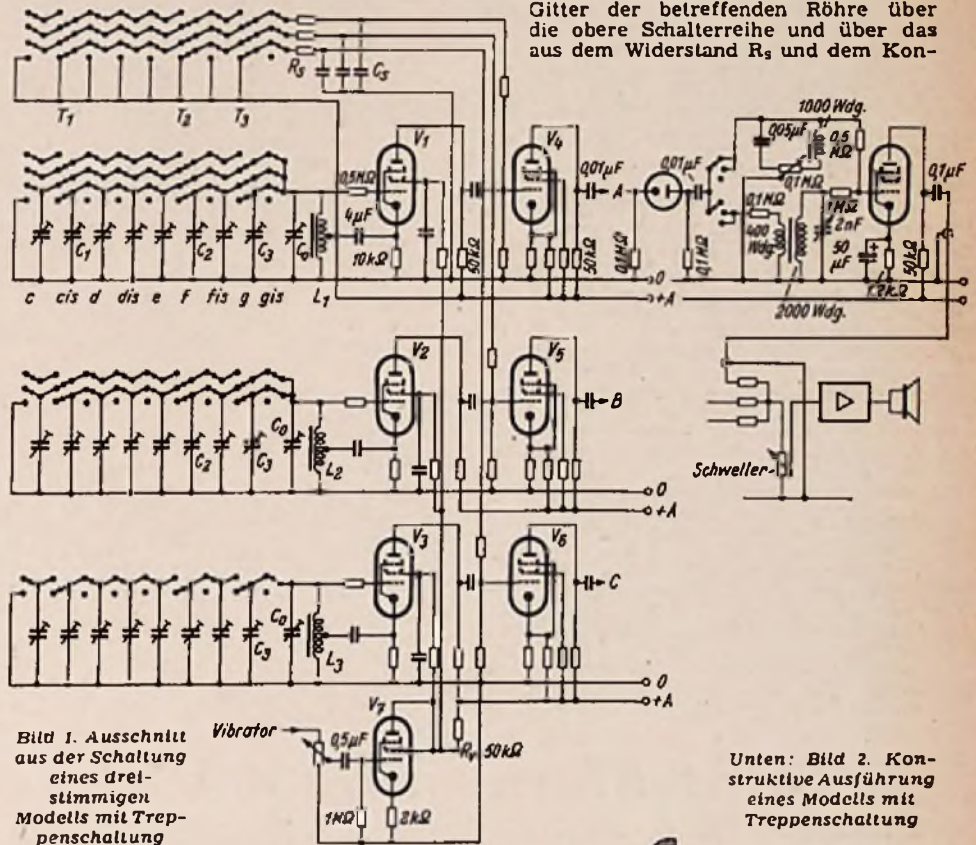 Gitter der betreffenden Röhre über
die obere Schalterreihe und über das
aus dem Widerstand Rs und dem Kon-
Rs
Cs
T1
T2
T3
V1
V4
0,01µF
A
0,01µF
0,05µF
1000 Wdg.
0,5
MΩ
0,1MΩ
0,1µF
0,5MΩ
4µF
10kΩ
50kΩ
50kΩ
0,1MΩ
0,1MΩ
0,1MΩ
400
Wdg.
1MΩ
2nF
50
µF
1,2kΩ
50kΩ
2000 Wdg.
C1
C2
C3
C0
L1
c cis d dis e f fis g gis
0
+A
V2
V5
B
C2
C3
C0
L2
0
+A
Schweller
V3
V6
C
C0
C3
L3
0
+A
V7
Vibrator
0,5µF
Rv 50kΩ
1MΩ
2kΩ
Bild 1. Ausschnitt
aus der Schaltung
eines drei-
stimmigen
Modells mit Trep-
penschaltung
Unten: Bild 2. Kon-
struktive Ausführung
eines Modells mit
Treppenschaltung